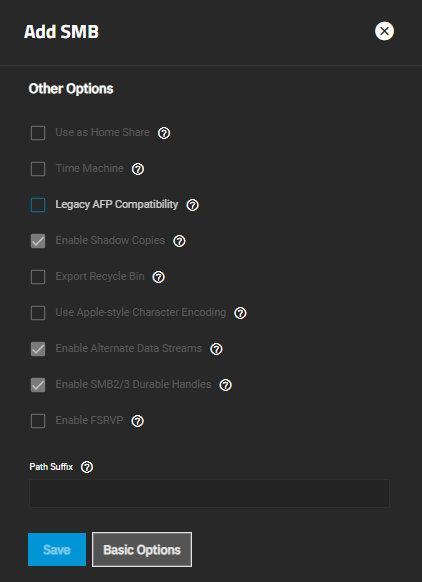 Add SMB
Other Options
Use as Home Share
Time Machine
Legacy AFP Compatibility
Enable Shadow Copies
Export Recycle Bin
Use Apple-style Character Encoding
Enable Alternate Data Streams
Enable SMB2/3 Durable Handles
Enable FSRVP
Path Suffix
Save Basic Options